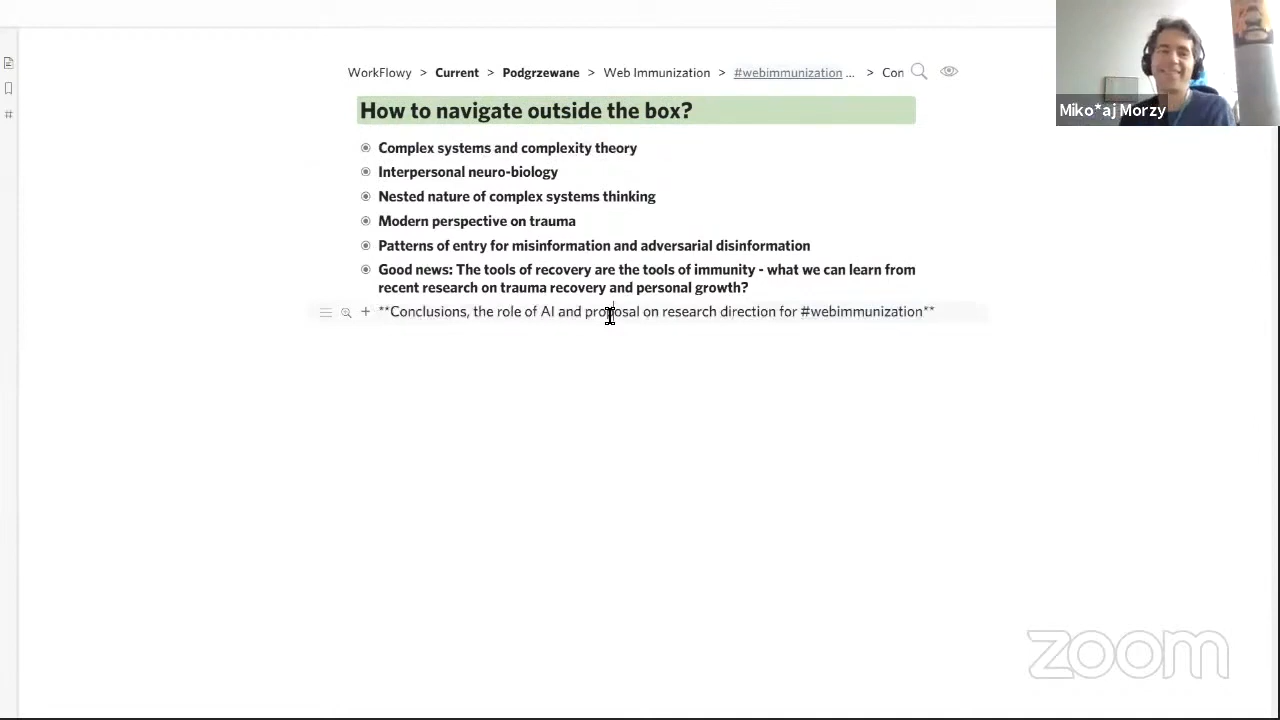 WorkFlowy > Current > Podgrzewane > Web Immunization > #webimmunization ... > Con
How to navigate outside the box?
Complex systems and complexity theory
Interpersonal neuro-biology
Nested nature of complex systems thinking
Modern perspective on trauma
Patterns of entry for misinformation and adversarial disinformation
Good news: The tools of recovery are the tools of immunity - what we can learn from
recent research on trauma recovery and personal growth?
**Conclusions, the role of AI and proposal on research direction for #webimmunization**
Miko*aj Morzy
zoom